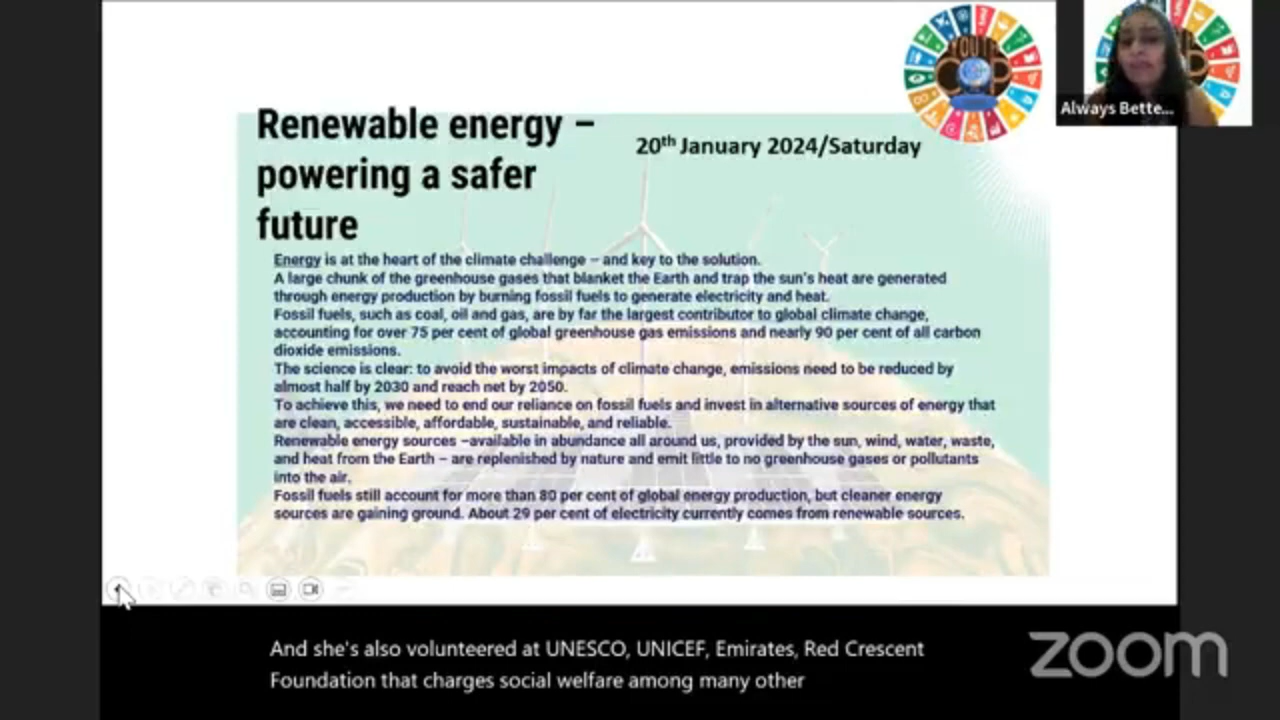 YOUTH
COP
Always Bette...
Renewable energy –
powering a safer
future
20th January 2024/Saturday
Energy is at the heart of the climate challenge – and key to the solution.
A large chunk of the greenhouse gases that blanket the Earth and trap the sun's heat are generated
through energy production by burning fossil fuels to generate electricity and heat.
Fossil fuels, such as coal, oil and gas, are by far the largest contributor to global climate change,
accounting for over 75 per cent of global greenhouse gas emissions and nearly 90 per cent of all carbon
dioxide emissions.
The science is clear: to avoid the worst impacts of climate change, emissions need to be reduced by
almost half by 2030 and reach net by 2050.
To achieve this, we need to end our reliance on fossil fuels and invest in alternative sources of energy that
are clean, accessible, affordable, sustainable, and reliable.
Renewable energy sources –available in abundance all around us, provided by the sun, wind, water, waste,
and heat from the Earth – are replenished by nature and emit little to no greenhouse gases or pollutants
into the air.
Fossil fuels still account for more than 80 per cent of global energy production, but cleaner energy
sources are gaining ground. About 29 per cent of electricity currently comes from renewable sources.
And she's also volunteered at UNESCO, UNICEF, Emirates, Red Crescent
Foundation that charges social welfare among many other
zoom